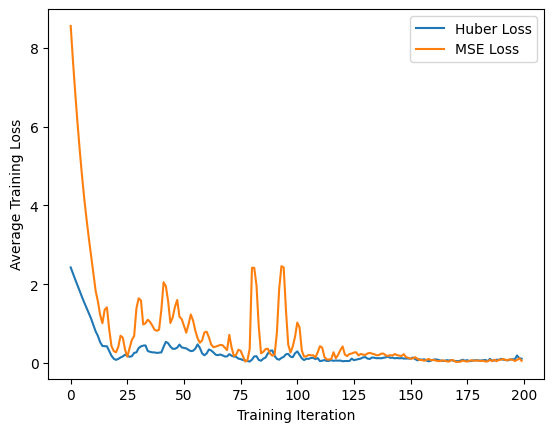 Huber Loss
MSE Loss
Average Training Loss
8
6
4
2
0
0 25 50 75 100 125 150 175 200
Training Iteration